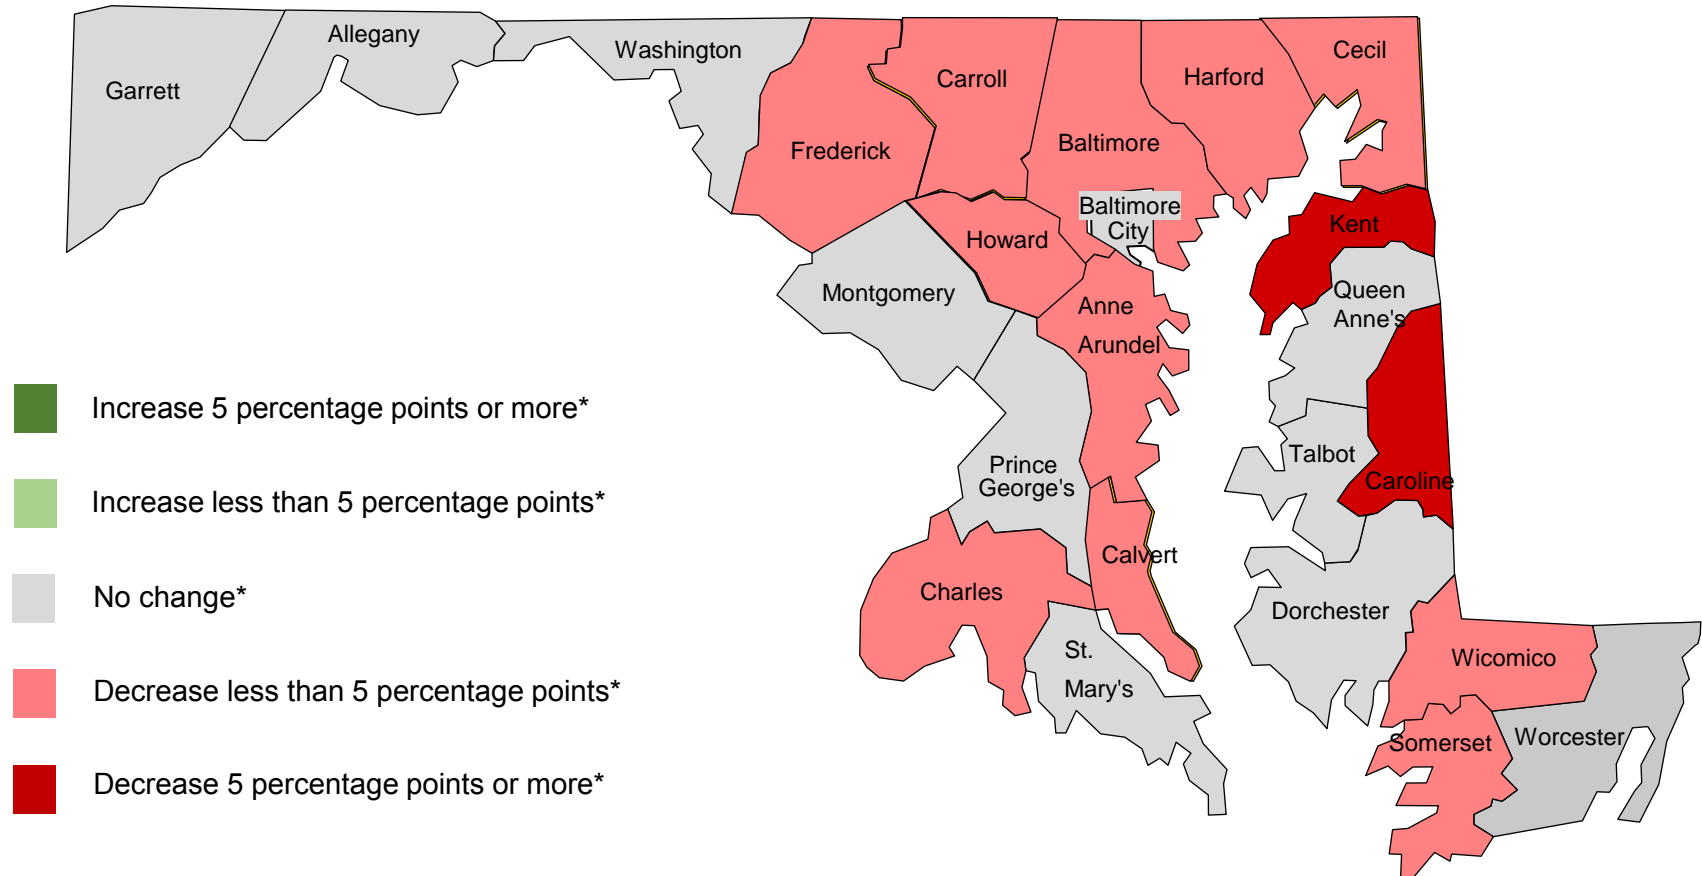 Garrett
Allegany
Washington
Frederick
Carroll
Baltimore
Harford
Cecil
Baltimore
City
Howard
Montgomery
Anne
Arundel
Kent
Queen
Anne's
Talbot
Caroline
Prince
George's
Calvert
Charles
St.
Mary's
Dorchester
Wicomico
Somerset
Worcester
Increase 5 percentage points or more*
Increase less than 5 percentage points*
No change*
Decrease less than 5 percentage points*
Decrease 5 percentage points or more*